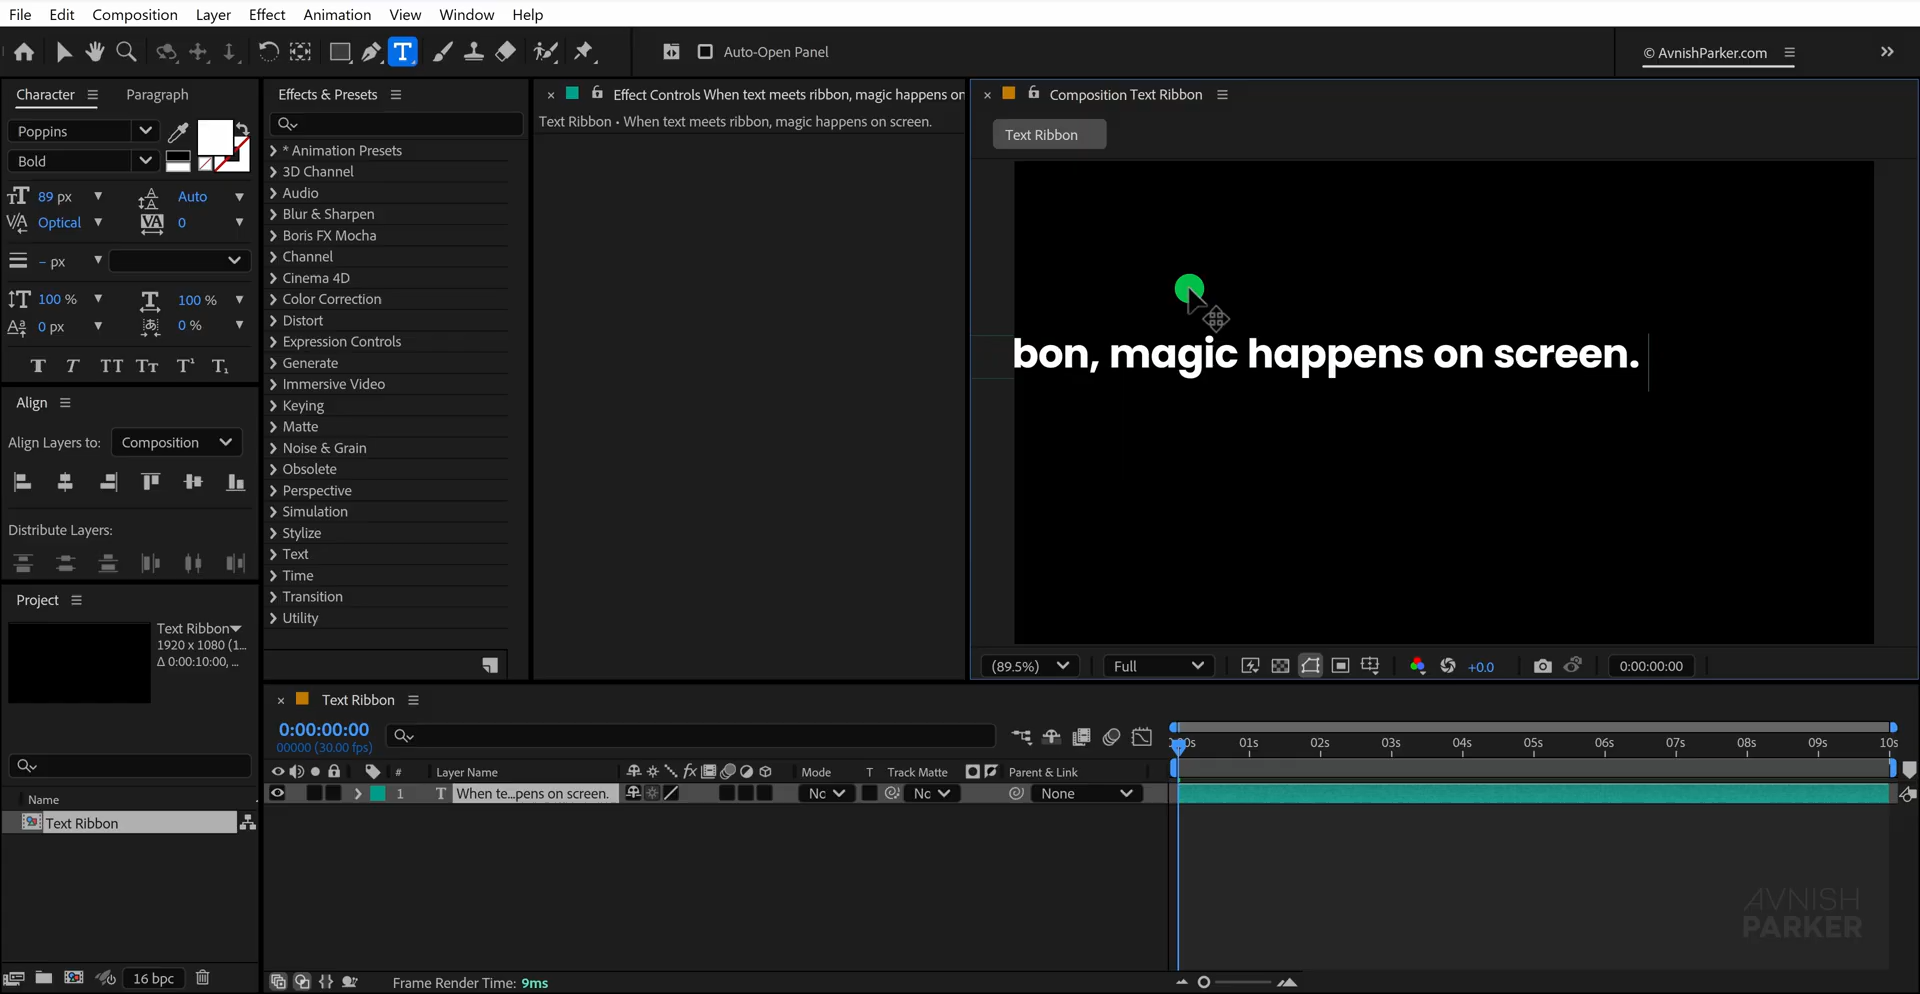 File Edit Composition Layer Effect Animation View Window Help
Auto-Open Panel
© AvnishParker.com
Character Paragraph
Poppins
Bold
89 px Auto
Optical 0
– px
100 % 100 %
0 px 0 %
T T TT Tt T¹ T₁
Align
Align Layers to: Composition
Distribute Layers:
Project
Text Ribbon
1920 x 1080 (1...
Δ 0:00:10:00, ...
Name
Text Ribbon
16 bpc
Effects & Presets
* Animation Presets
3D Channel
Audio
Blur & Sharpen
Boris FX Mocha
Channel
Cinema 4D
Color Correction
Distort
Expression Controls
Generate
Immersive Video
Keying
Matte
Noise & Grain
Obsolete
Perspective
Simulation
Stylize
Text
Time
Transition
Utility
Effect Controls When text meets ribbon, magic happens on
Text Ribbon • When text meets ribbon, magic happens on screen.
Composition Text Ribbon
Text Ribbon
bon, magic happens on screen.
(89.5%) Full +0.0 0:00:00:00
Text Ribbon
0:00:00:00
00000 (30.00 fps)
# Layer Name fx Mode T Track Matte Parent & Link
1 T When te...pens on screen. Nc Nc None
01s 02s 03s 04s 05s 06s 07s 08s 09s 10s
AVNISH
PARKER
Frame Render Time: 9ms